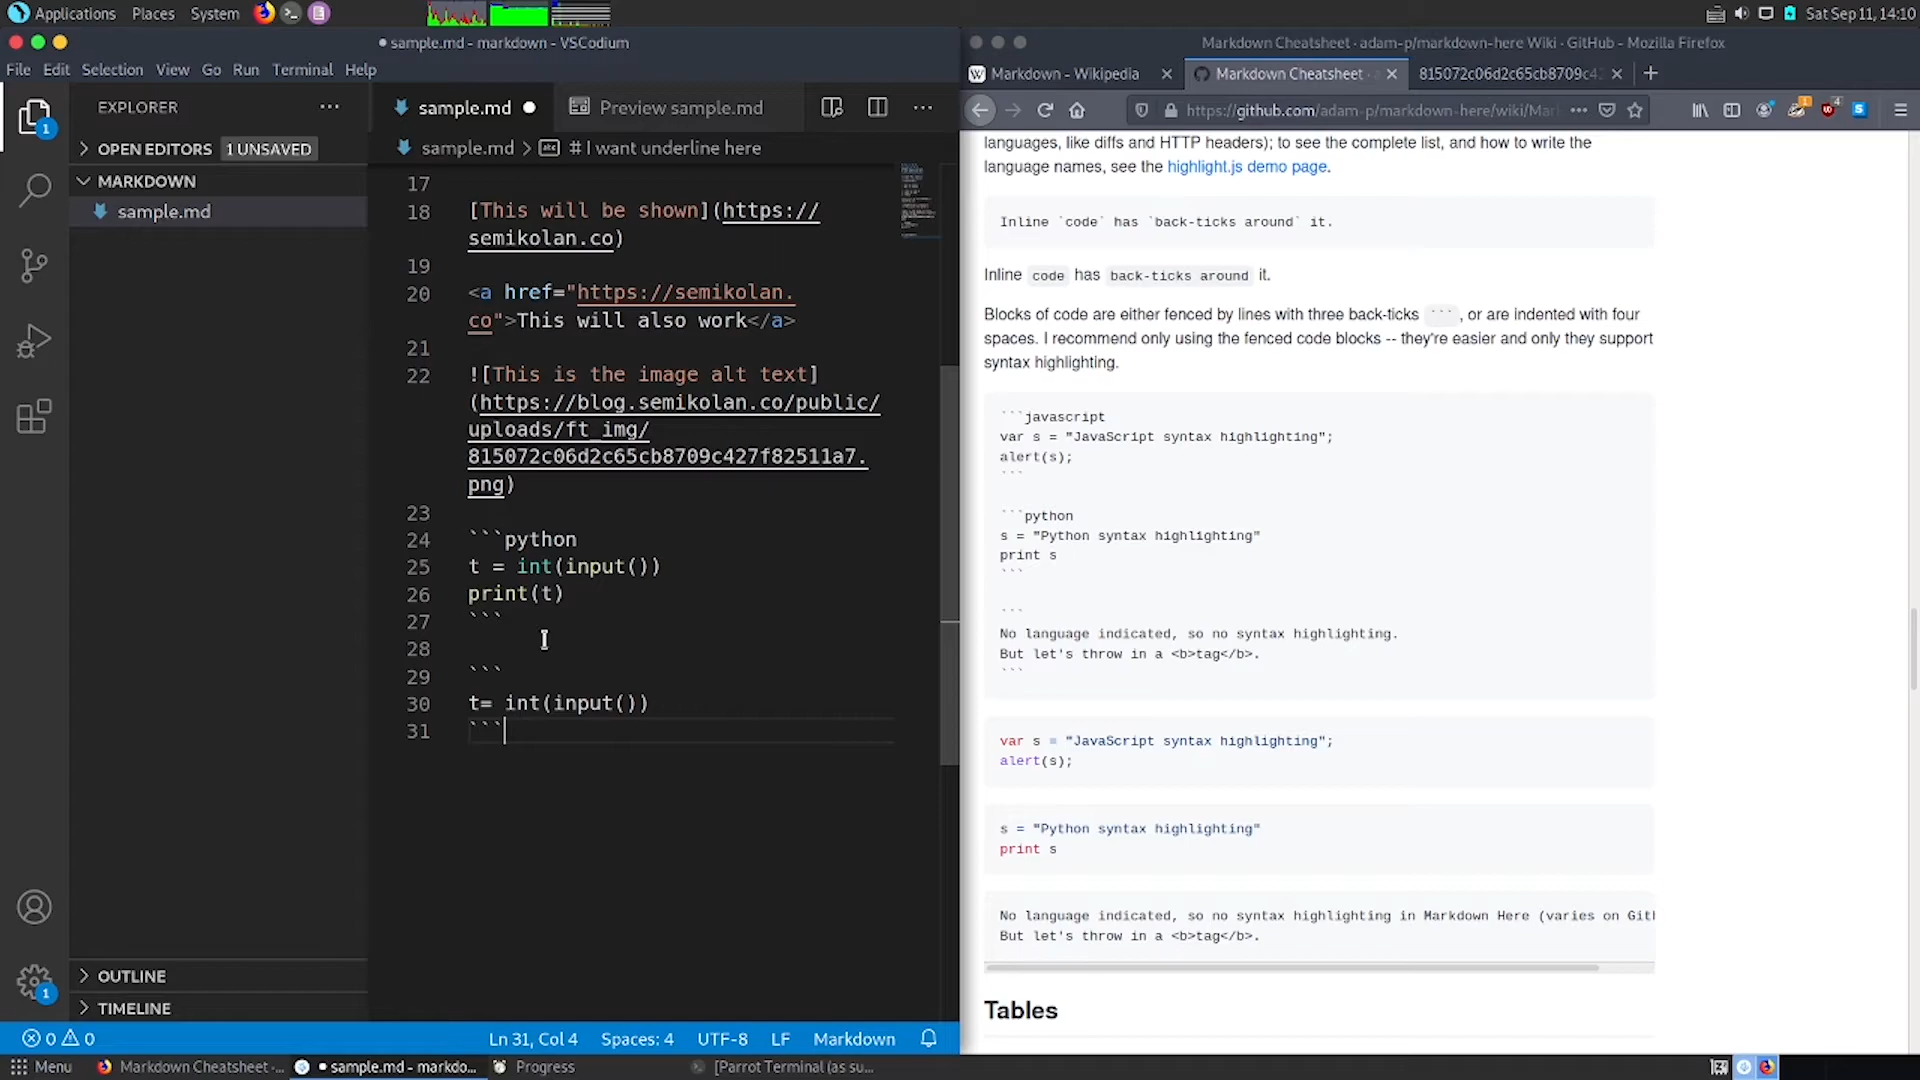 Applications Places System
Sat Sep 11, 14:10
sample.md - markdown - VSCodium
File Edit Selection View Go Run Terminal Help
EXPLORER
OPEN EDITORS 1 UNSAVED
MARKDOWN
sample.md
OUTLINE
TIMELINE
1
1
sample.md
Preview sample.md
sample.md > # I want underline here
17
18 [This will be shown](https://
semikolan.co)
19
20 <a href="https://semikolan.
co">This will also work</a>
21
22 ![This is the image alt text]
(https://blog.semikolan.co/public/
uploads/ft_img/
815072c06d2c65cb8709c427f82511a7.
png)
23
24 ```python
25 t = int(input())
26 print(t)
27 ```
28
29 ```
30 t= int(input())
31 ```
0 0
Ln 31, Col 4 Spaces: 4 UTF-8 LF Markdown
Markdown Cheatsheet · adam-p/markdown-here Wiki · GitHub - Mozilla Firefox
W Markdown - Wikipedia
Markdown Cheatsheet ·
815072c06d2c65cb8709c42
https://github.com/adam-p/markdown-here/wiki/Mar
1
4
S
languages, like diffs and HTTP headers); to see the complete list, and how to write the
language names, see the highlight.js demo page.
Inline `code` has `back-ticks around` it.
Inline code has back-ticks around it.
Blocks of code are either fenced by lines with three back-ticks ```, or are indented with four
spaces. I recommend only using the fenced code blocks -- they're easier and only they support
syntax highlighting.
```javascript
var s = "JavaScript syntax highlighting";
alert(s);
```
```python
s = "Python syntax highlighting"
print s
```
```
No language indicated, so no syntax highlighting.
But let's throw in a <b>tag</b>.
```
var s = "JavaScript syntax highlighting";
alert(s);
s = "Python syntax highlighting"
print s
No language indicated, so no syntax highlighting in Markdown Here (varies on Gitl
But let's throw in a <b>tag</b>.
Tables
Menu
Markdown Cheatsheet ·...
sample.md - markdo...
Progress
[Parrot Terminal (as su...